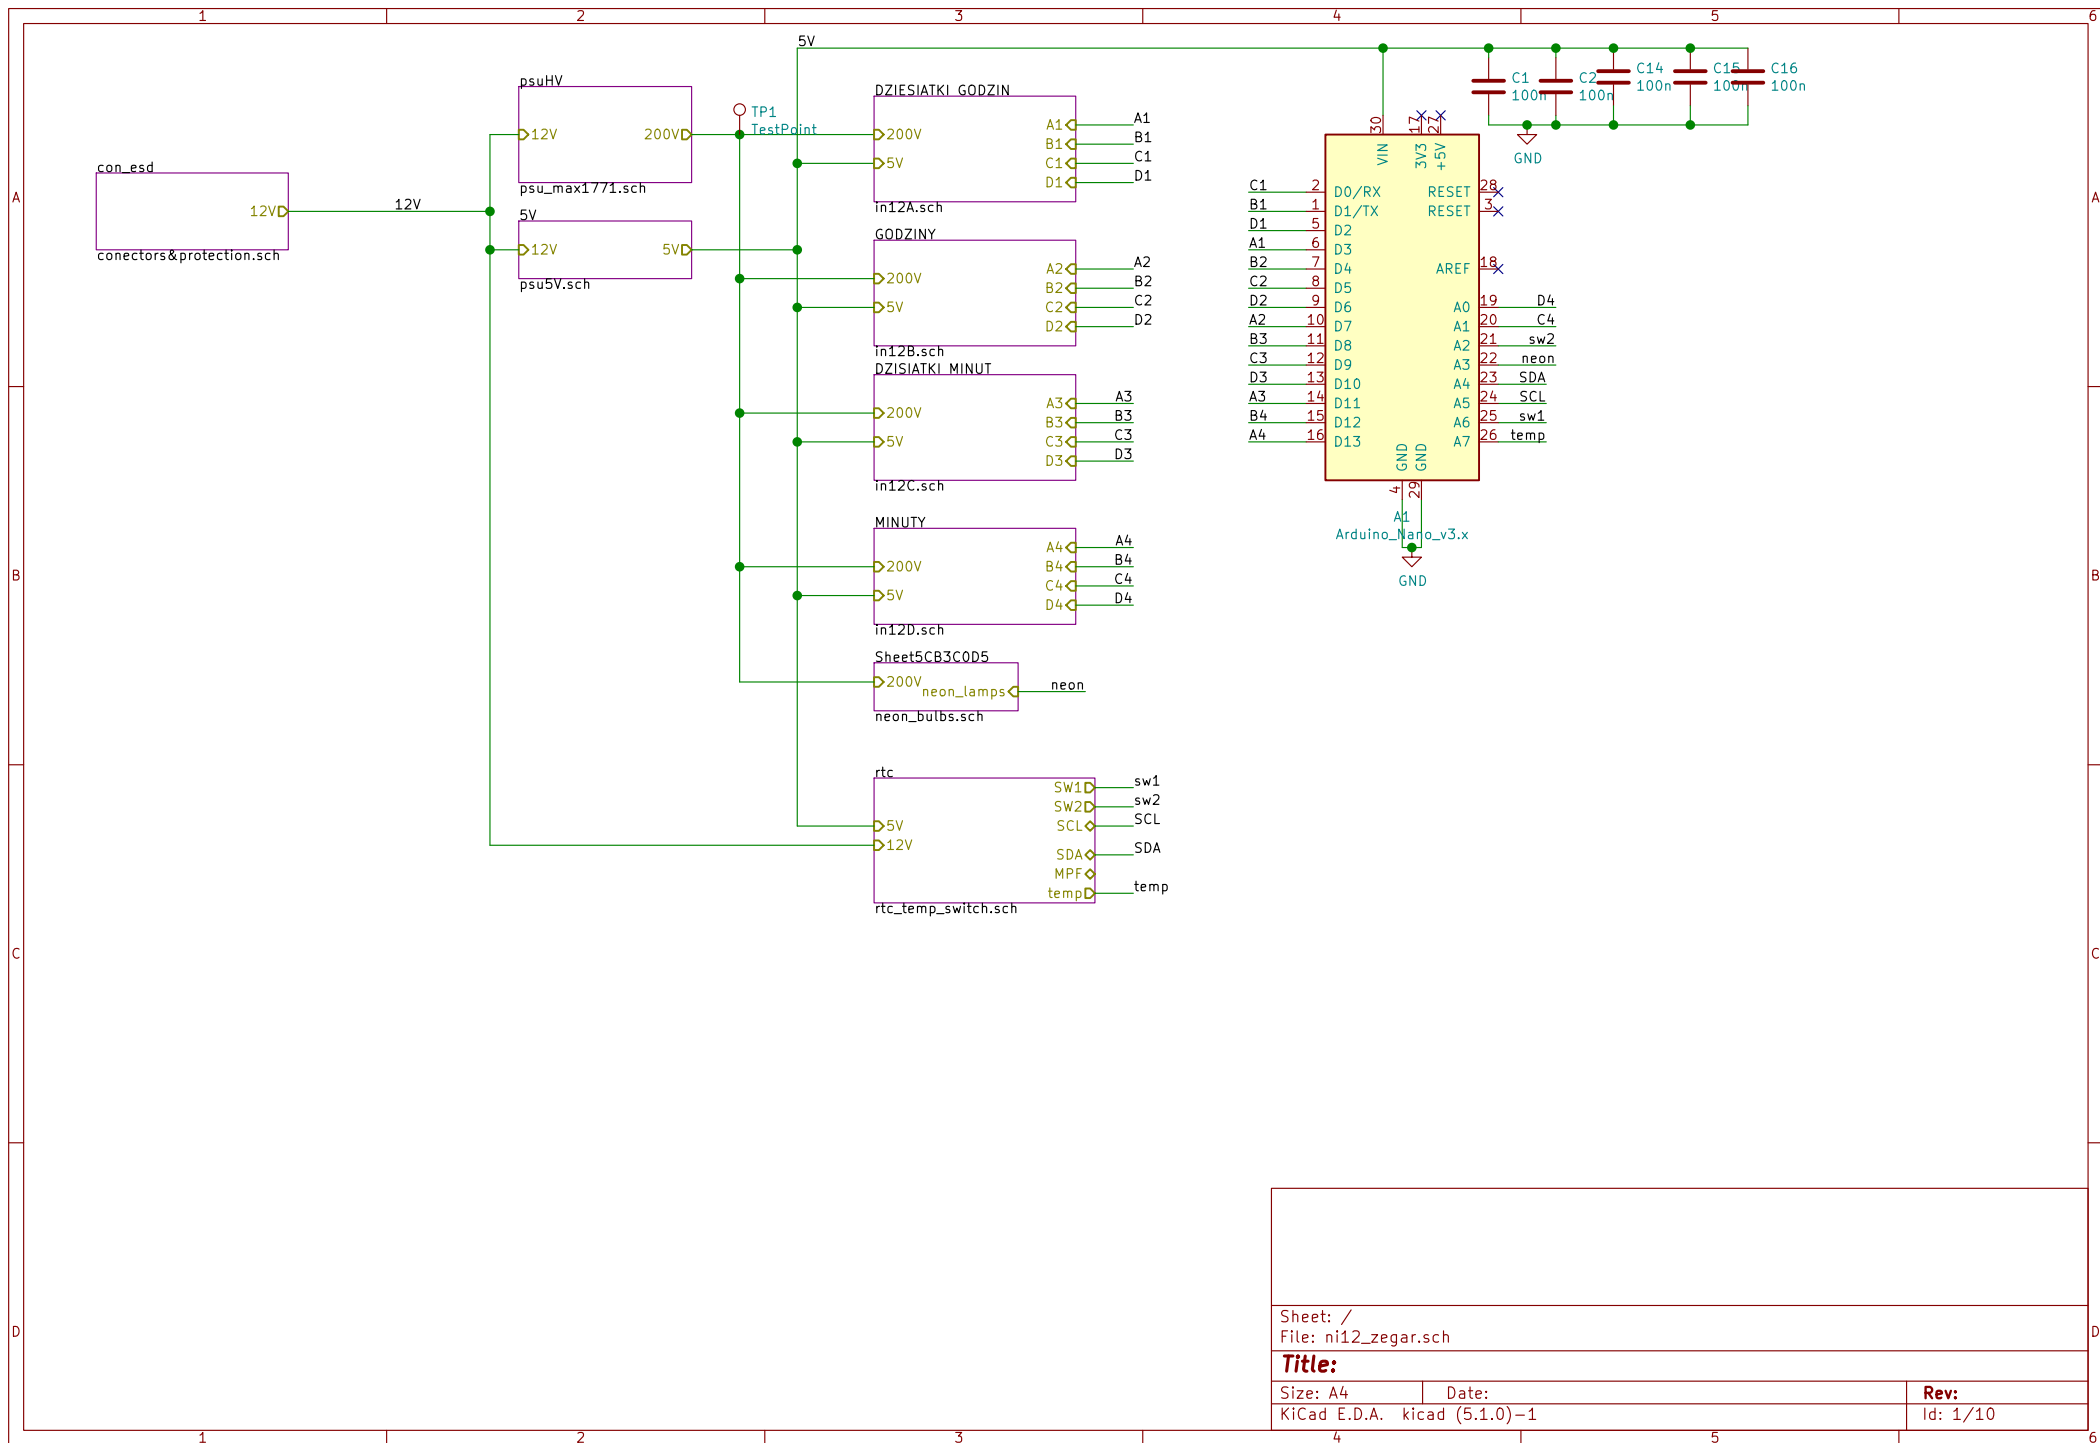 1 2 3 4 5 6
A
B
C
D
con_esd
12V
conectors&protection.sch
12V
psuHV
12V 200V
psu_max1771.sch
5V
12V 5V
psu5V.sch
TP1
TestPoint
5V
DZIESIATKI GODZIN
200V
5V
A1 A1
B1 B1
C1 C1
D1 D1
in12A.sch
GODZINY
200V
5V
A2 A2
B2 B2
C2 C2
D2 D2
in12B.sch
DZISIATKI MINUT
200V
5V
A3 A3
B3 B3
C3 C3
D3 D3
in12C.sch
MINUTY
200V
5V
A4 A4
B4 B4
C4 C4
D4 D4
in12D.sch
Sheet5CB3C0D5
200V
neon_lamps neon
neon_bulbs.sch
rtc
5V
12V
SW1 sw1
SW2 sw2
SCL SCL
SDA SDA
MPF
temp temp
rtc_temp_switch.sch
C1
100n
C2
100n
C14
100n
C15
100n
C16
100n
GND
30 17 27
VIN 3V3 +5V
C1 2 D0/RX RESET 28
B1 1 D1/TX RESET 3
D1 5 D2
A1 6 D3
B2 7 D4 AREF 18
C2 8 D5
D2 9 D6 A0 19 D4
A2 10 D7 A1 20 C4
B3 11 D8 A2 21 sw2
C3 12 D9 A3 22 neon
D3 13 D10 A4 23 SDA
A3 14 D11 A5 24 SCL
B4 15 D12 A6 25 sw1
A4 16 D13 A7 26 temp
GND GND
4 29
A1
Arduino_Nano_v3.x
GND
Sheet: /
File: ni12_zegar.sch
Title:
Size: A4 Date: Rev:
KiCad E.D.A. kicad (5.1.0)-1 Id: 1/10
A
B
C
D
1 2 3 4 5 6